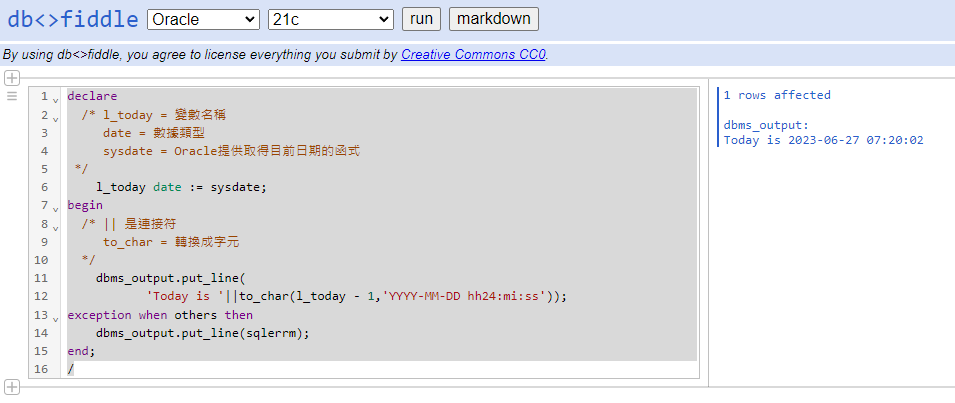 db<>fiddle Oracle 21c run markdown
By using db<>fiddle, you agree to license everything you submit by Creative Commons CC0.
1 declare
2 /* l_today = 變數名稱
3 date = 數據類型
4 sysdate = Oracle提供取得目前日期的函式
5 */
6 l_today date := sysdate;
7 begin
8 /* || 是連接符
9 to_char = 轉換成字元
10 */
11 dbms_output.put_line(
12 'Today is '||to_char(l_today - 1,'YYYY-MM-DD hh24:mi:ss'));
13 exception when others then
14 dbms_output.put_line(sqlerrm);
15 end;
16 /
1 rows affected
dbms_output:
Today is 2023-06-27 07:20:02